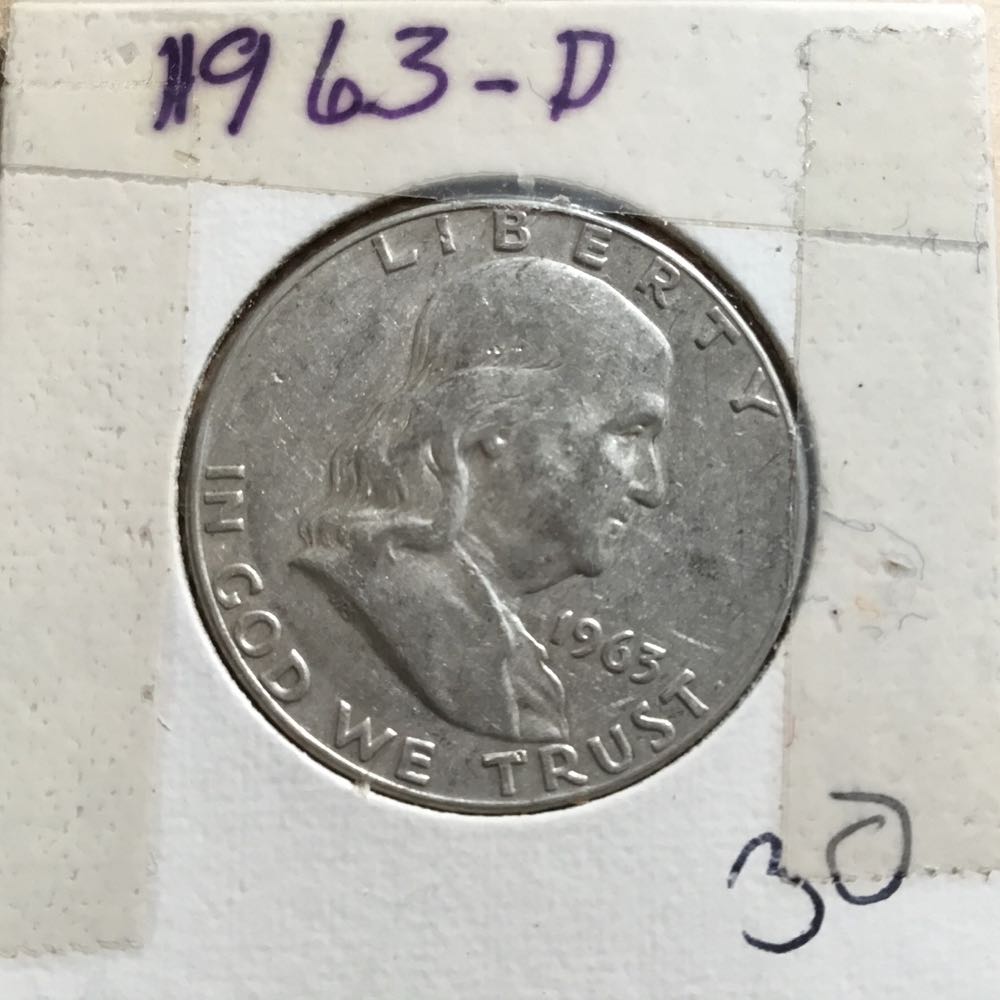 1963-D
LIBERTY
IN GOD WE TRUST
1963
30